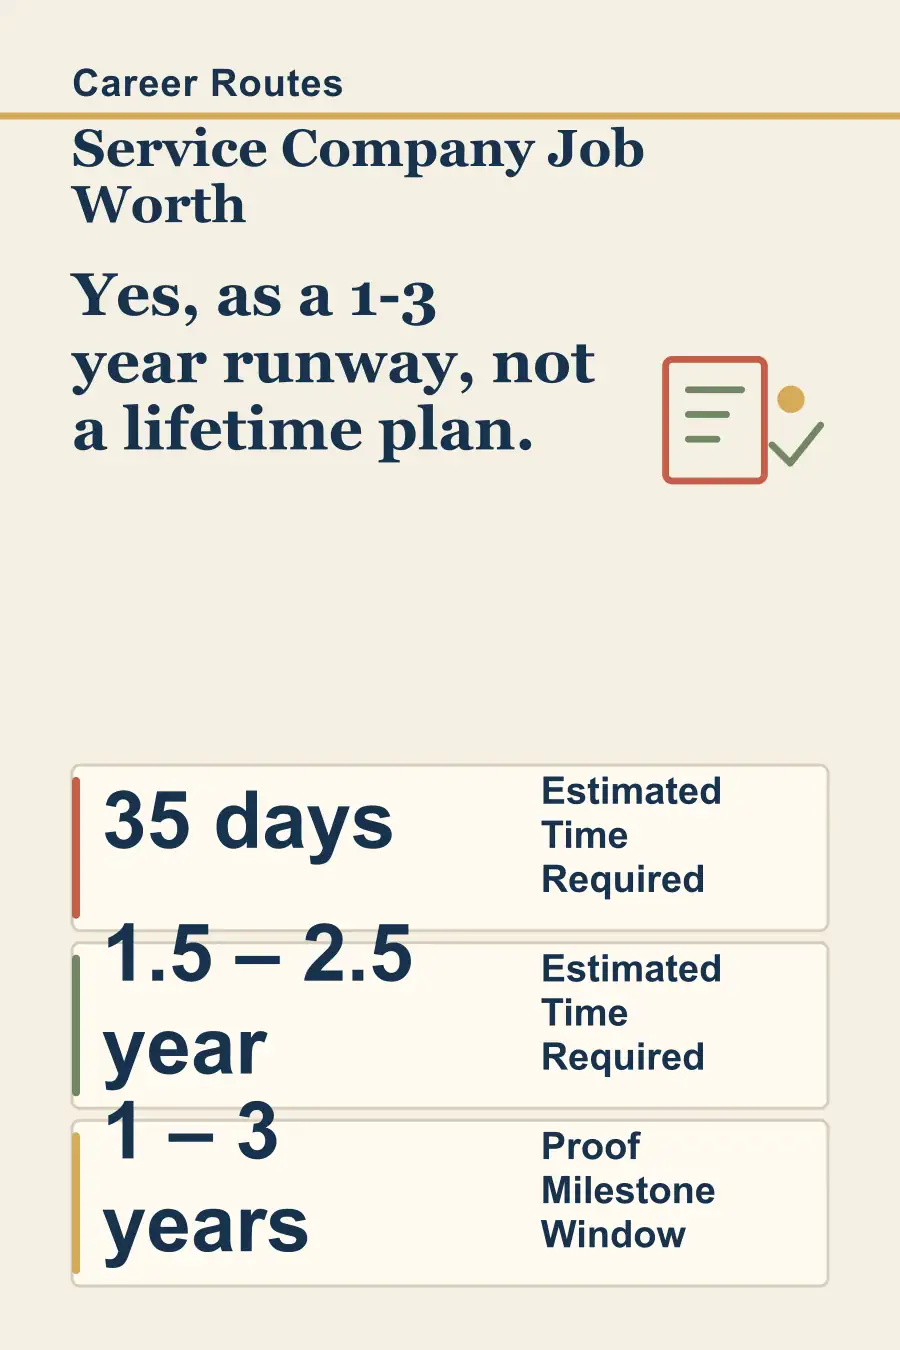 Career Routes
Service Company Job
Worth
Yes, as a 1-3
year runway, not
a lifetime plan.
35 days
Estimated
Time
Required
1.5 – 2.5
year
Estimated
Time
Required
1 – 3
years
Proof
Milestone
Window